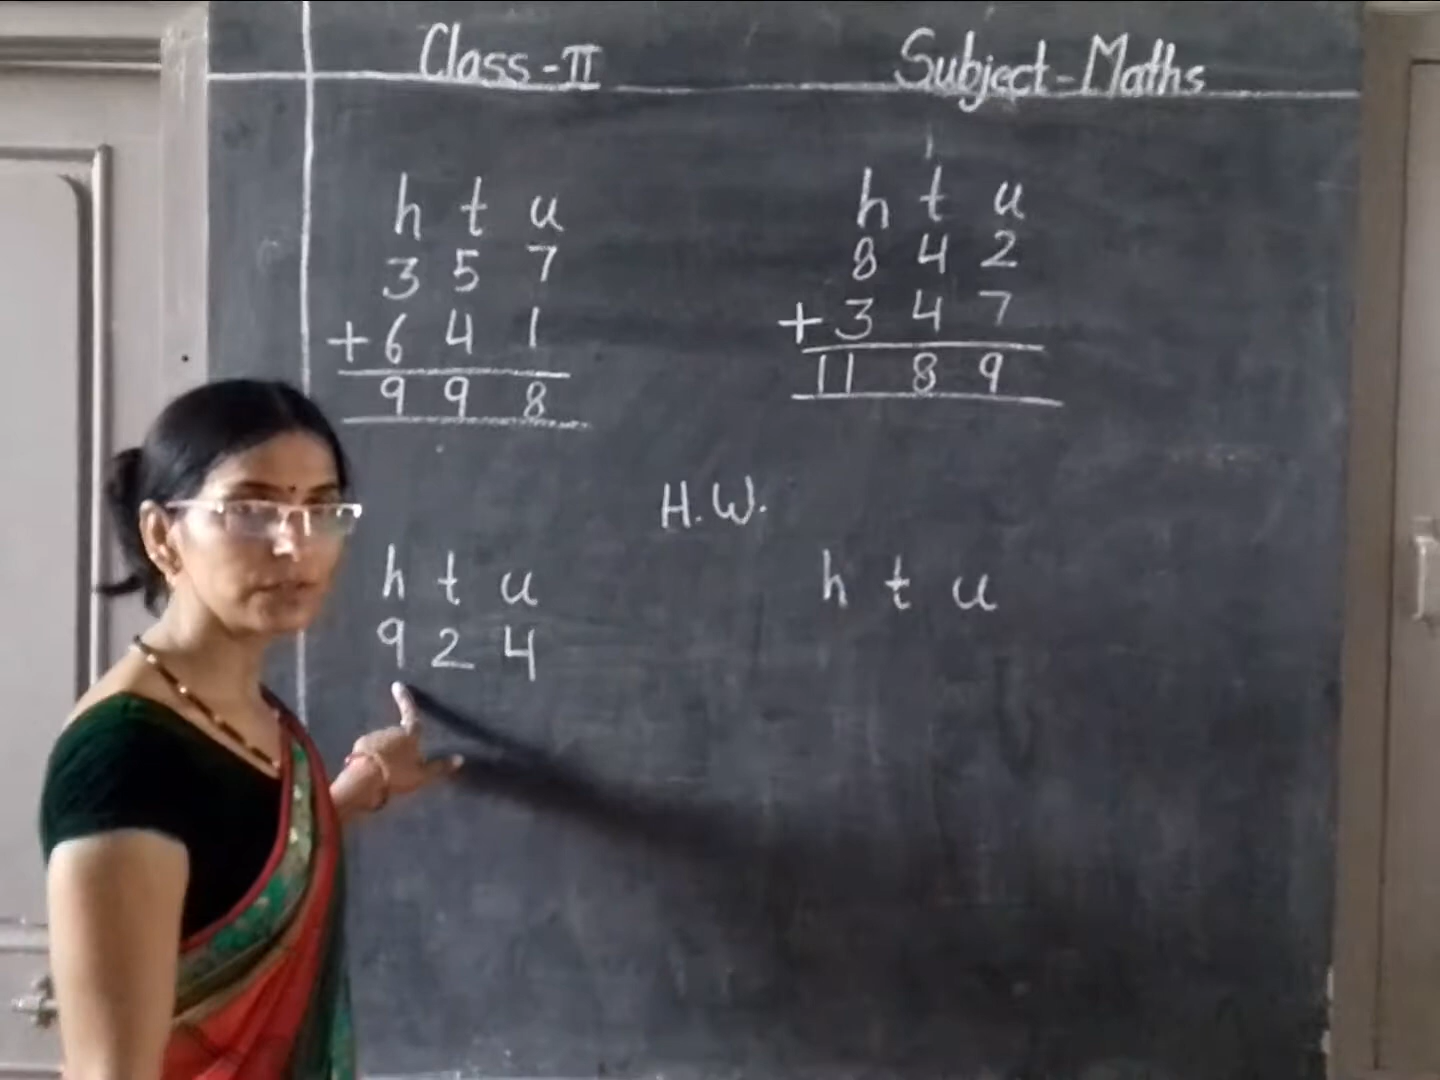 Class-II Subject-Maths
h t u
3 5 7
+ 6 4 1
9 9 8
h t u
8 4 2
+ 3 4 7
11 8 9
H.W.
h t u
9 2 4
h t u